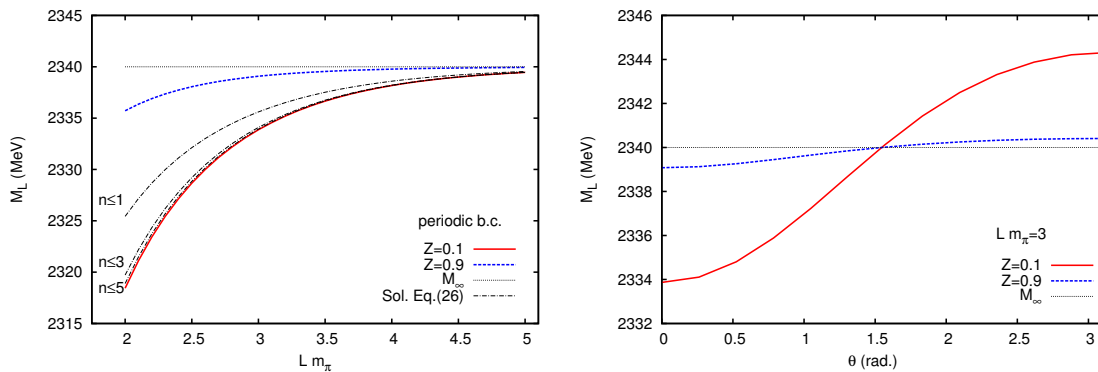 2345
2340
2335
2330
2325
2320
2315
M_L (MeV)
n≤1
n≤3
n≤5
periodic b.c.
Z=0.1
Z=0.9
M_∞
Sol. Eq.(26)
2
2.5
3
3.5
4
4.5
5
L m_π
2346
2344
2342
2340
2338
2336
2334
2332
M_L (MeV)
L m_π=3
Z=0.1
Z=0.9
M_∞
0
0.5
1
1.5
2
2.5
3
θ (rad.)